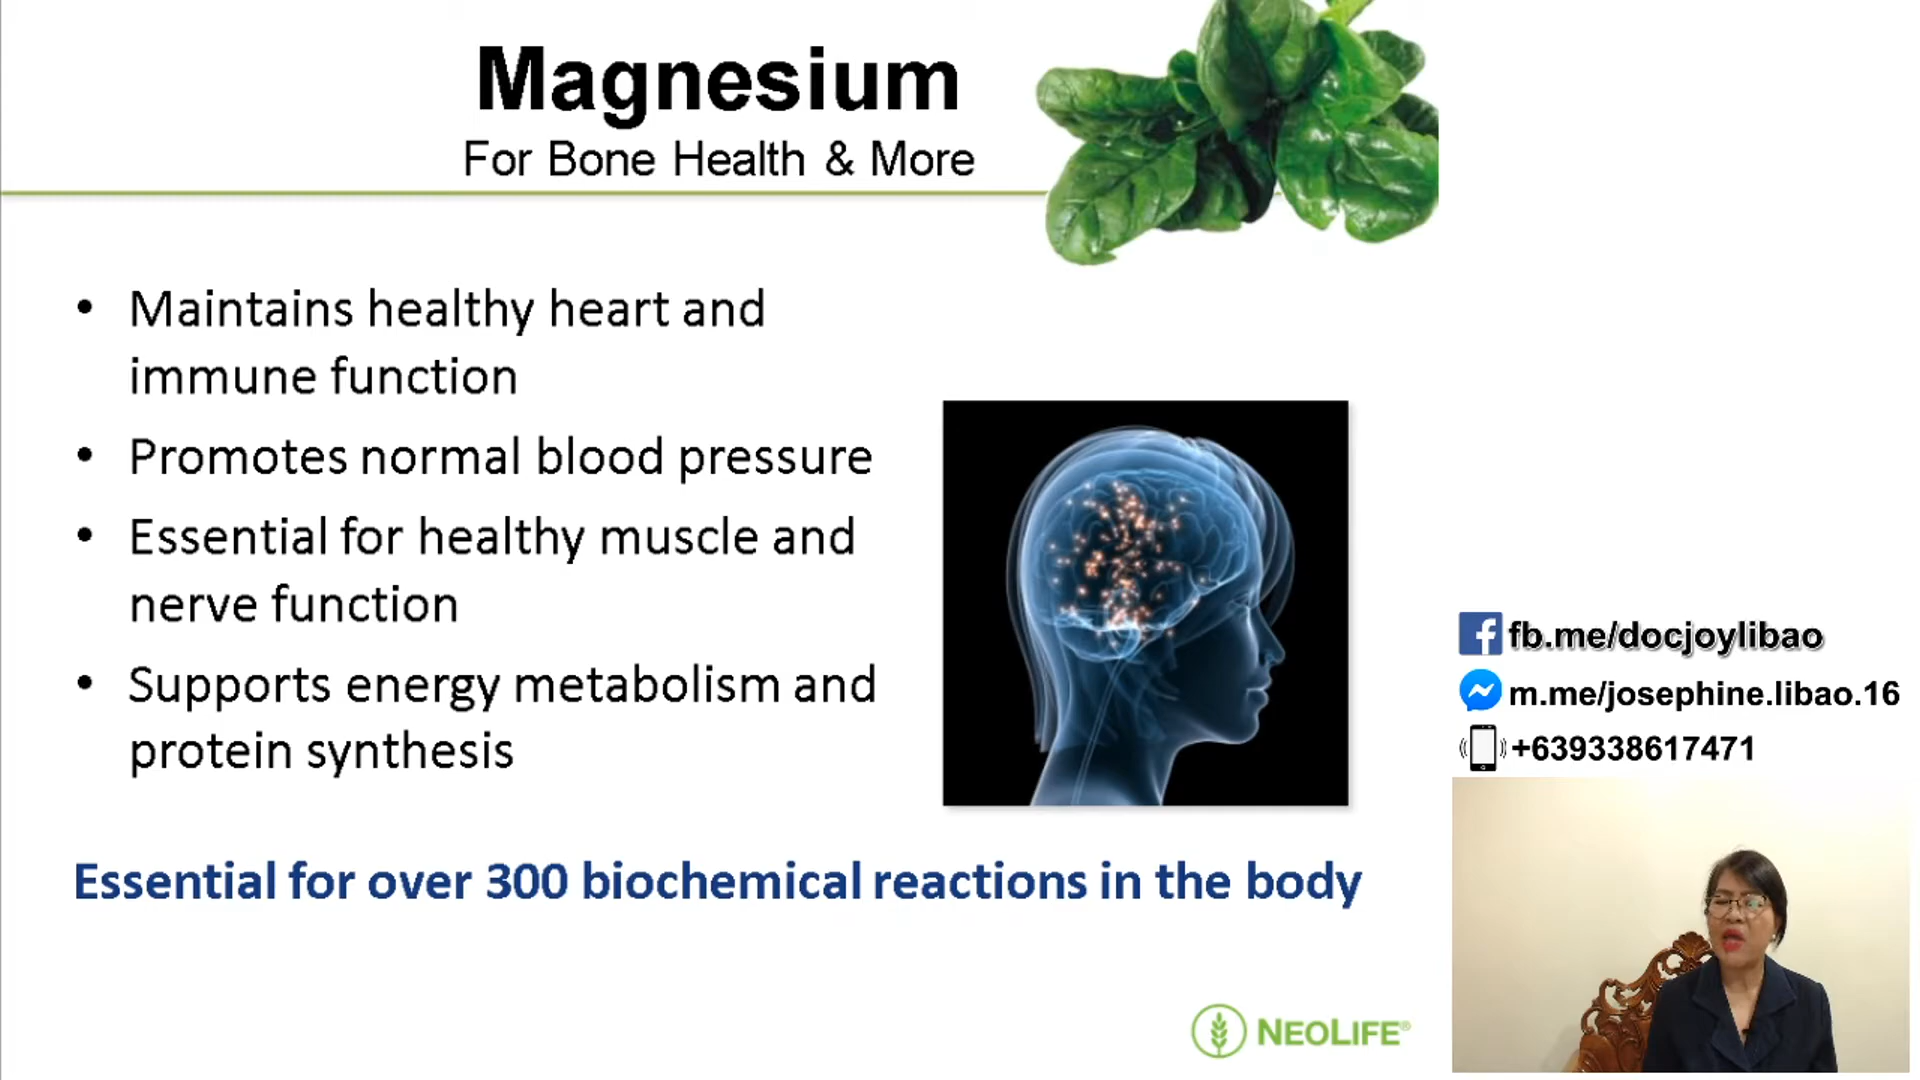 Magnesium
For Bone Health & More
• Maintains healthy heart and
immune function
• Promotes normal blood pressure
• Essential for healthy muscle and
nerve function
• Supports energy metabolism and
protein synthesis
Essential for over 300 biochemical reactions in the body
NEOLIFE®
fb.me/docjoylibao
m.me/josephine.libao.16
+639338617471